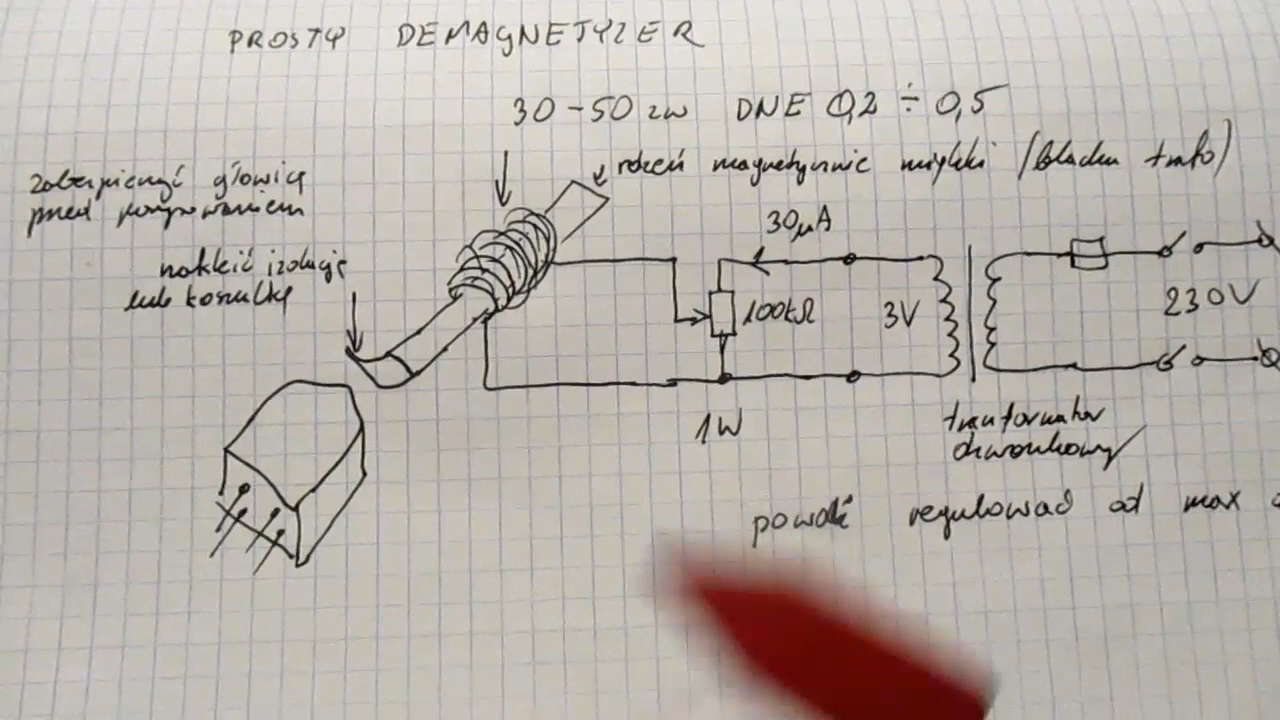 PROSTY DEMAGNETYZER
30-50 zw DNE 0,2 ÷ 0,5
rdzeń magnetycznie miękki (blacha trafo)
zabezpieczyć głowicę
przed porysowaniem
nakleić izolację
lub koszulkę
30µA
100kΩ
3V
230V
1W
transformator
dzwonkowy
powoli regulować od max